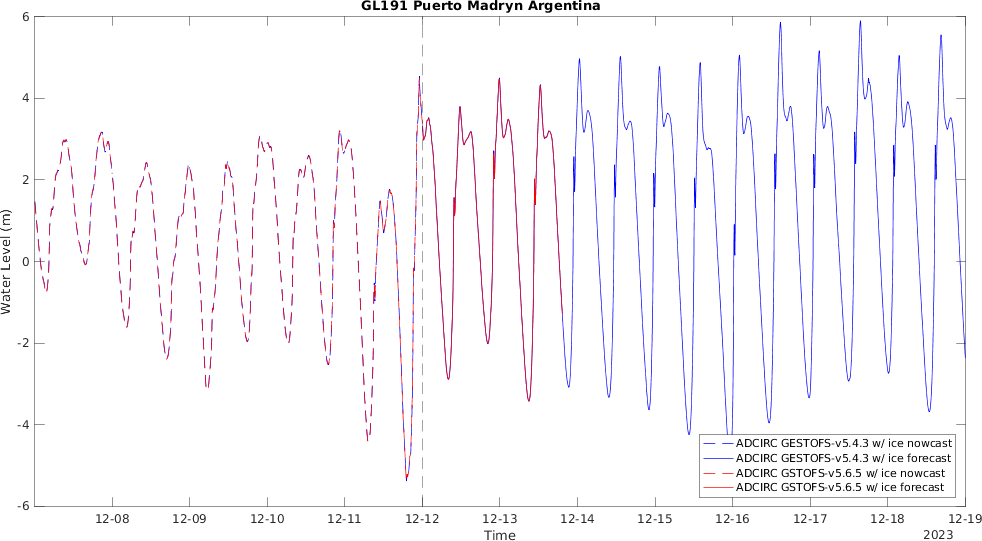 GL191 Puerto Madryn Argentina
6
4
2
0
-2
-4
-6
Water Level (m)
ADCIRC GESTOFS-v5.4.3 w/ ice nowcast
ADCIRC GESTOFS-v5.4.3 w/ ice forecast
ADCIRC GSTOFS-v5.6.5 w/ ice nowcast
ADCIRC GSTOFS-v5.6.5 w/ ice forecast
12-08 12-09 12-10 12-11 12-12 12-13 12-14 12-15 12-16 12-17 12-18 12-19
Time
2023